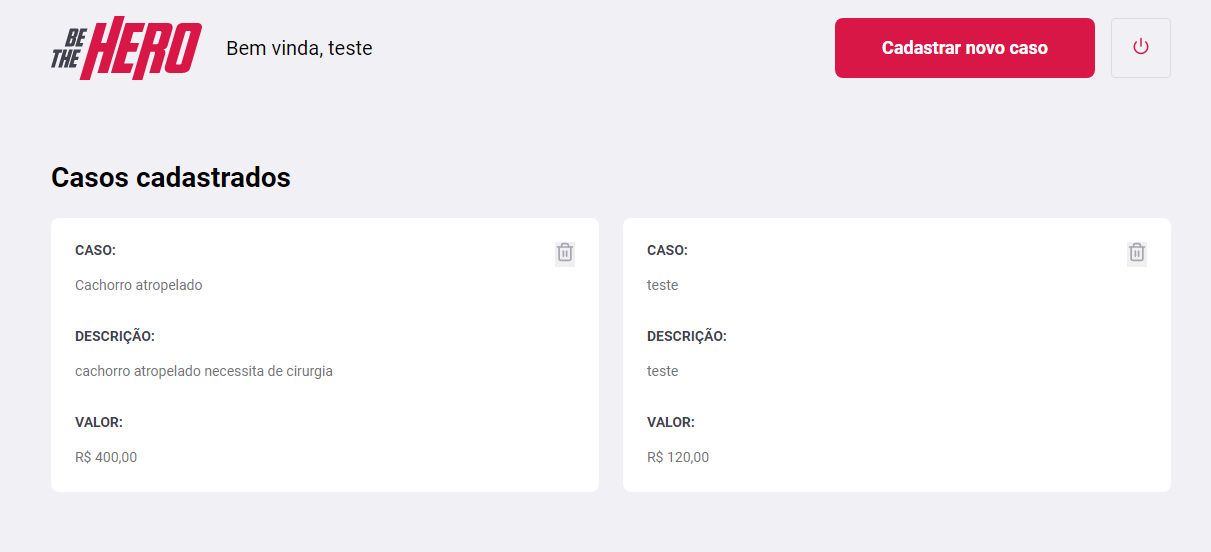 BE
THE
HERO
Bem vinda, teste
Cadastrar novo caso
Casos cadastrados
CASO:
Cachorro atropelado
DESCRIÇÃO:
cachorro atropelado necessita de cirurgia
VALOR:
R$ 400,00
CASO:
teste
DESCRIÇÃO:
teste
VALOR:
R$ 120,00